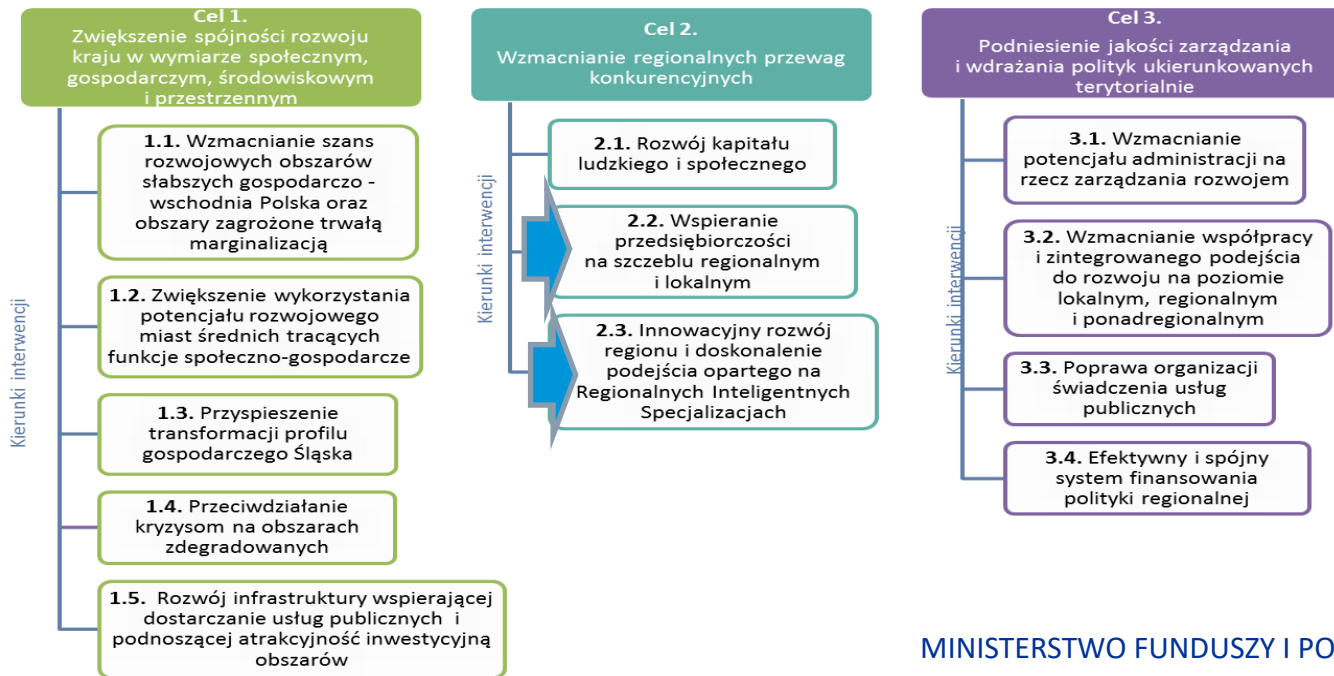 Cel 1.
Zwiększenie spójności rozwoju
kraju w wymiarze społecznym,
gospodarczym, środowiskowym
i przestrzennym
Kierunki interwencji
1.1. Wzmacnianie szans
rozwojowych obszarów
słabszych gospodarczo -
wschodnia Polska oraz
obszary zagrożone trwałą
marginalizacją
1.2. Zwiększenie wykorzystania
potencjału rozwojowego
miast średnich tracących
funkcje społeczno-gospodarcze
1.3. Przyspieszenie
transformacji profilu
gospodarczego Śląska
1.4. Przeciwdziałanie
kryzysom na obszarach
zdegradowanych
1.5. Rozwój infrastruktury wspierającej
dostarczanie usług publicznych i
podnoszącej atrakcyjność inwestycyjną
obszarów
Cel 2.
Wzmacnianie regionalnych przewag
konkurencyjnych
Kierunki interwencji
2.1. Rozwój kapitału
ludzkiego i społecznego
2.2. Wspieranie
przedsiębiorczości
na szczeblu regionalnym
i lokalnym
2.3. Innowacyjny rozwój
regionu i doskonalenie
podejścia opartego na
Regionalnych Inteligentnych
Specjalizacjach
Cel 3.
Podniesienie jakości zarządzania
i wdrażania polityk ukierunkowanych
terytorialnie
Kierunki interwencji
3.1. Wzmacnianie
potencjału administracji na
rzecz zarządzania rozwojem
3.2. Wzmacnianie współpracy
i zintegrowanego podejścia
do rozwoju na poziomie
lokalnym, regionalnym
i ponadregionalnym
3.3. Poprawa organizacji
świadczenia usług
publicznych
3.4. Efektywny i spójny
system finansowania
polityki regionalnej
MINISTERSTWO FUNDUSZY I PO